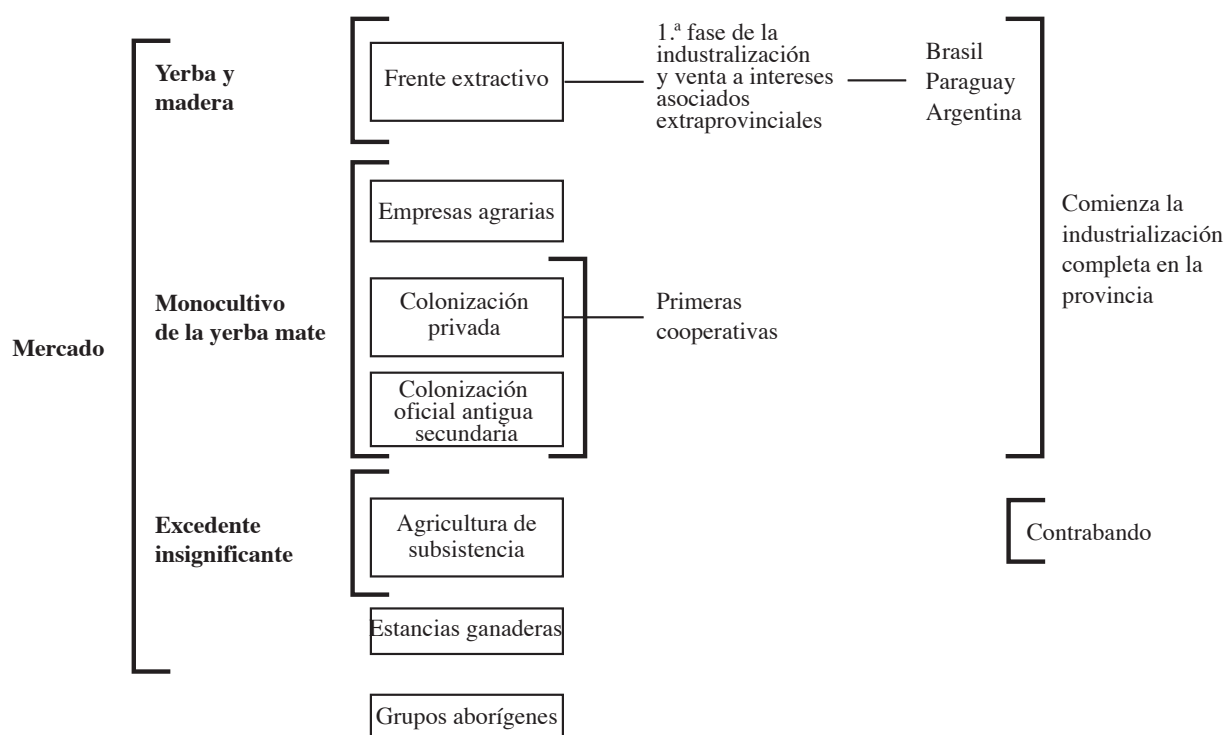 Mercado
Yerba y
madera
Frente extractivo
1.ª fase de la
industralización
y venta a intereses
asociados
extraprovinciales
Brasil
Paraguay
Argentina
Monocultivo
de la yerba mate
Empresas agrarias
Colonización
privada
Colonización
oficial antigua
secundaria
Primeras
cooperativas
Comienza la
industrialización
completa en la
provincia
Excedente
insignificante
Agricultura de
subsistencia
Contrabando
Estancias ganaderas
Grupos aborígenes